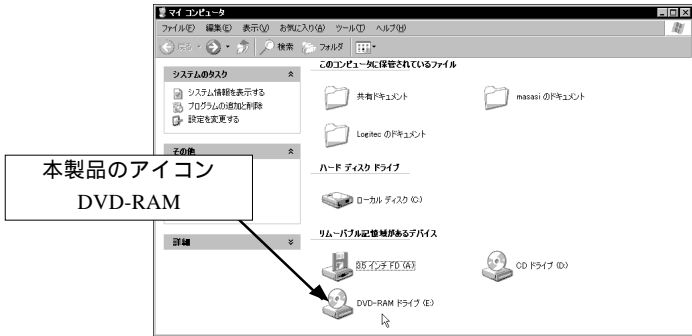 マイ コンピュータ
ファイル(F) 編集(E) 表示(V) お気に入り(A) ツール(T) ヘルプ(H)
戻る 検索 フォルダ
システムのタスク
システム情報を表示する
プログラムの追加と削除
設定を変更する
その他
詳細
本製品のアイコン
DVD-RAM
このコンピュータに保管されているファイル
共有ドキュメント
masasi のドキュメント
Logitec のドキュメント
ハード ディスク ドライブ
ローカル ディスク (C:)
リムーバブル記憶域があるデバイス
3.5 インチ FD (A:)
CD ドライブ (D:)
DVD-RAM ドライブ (E:)